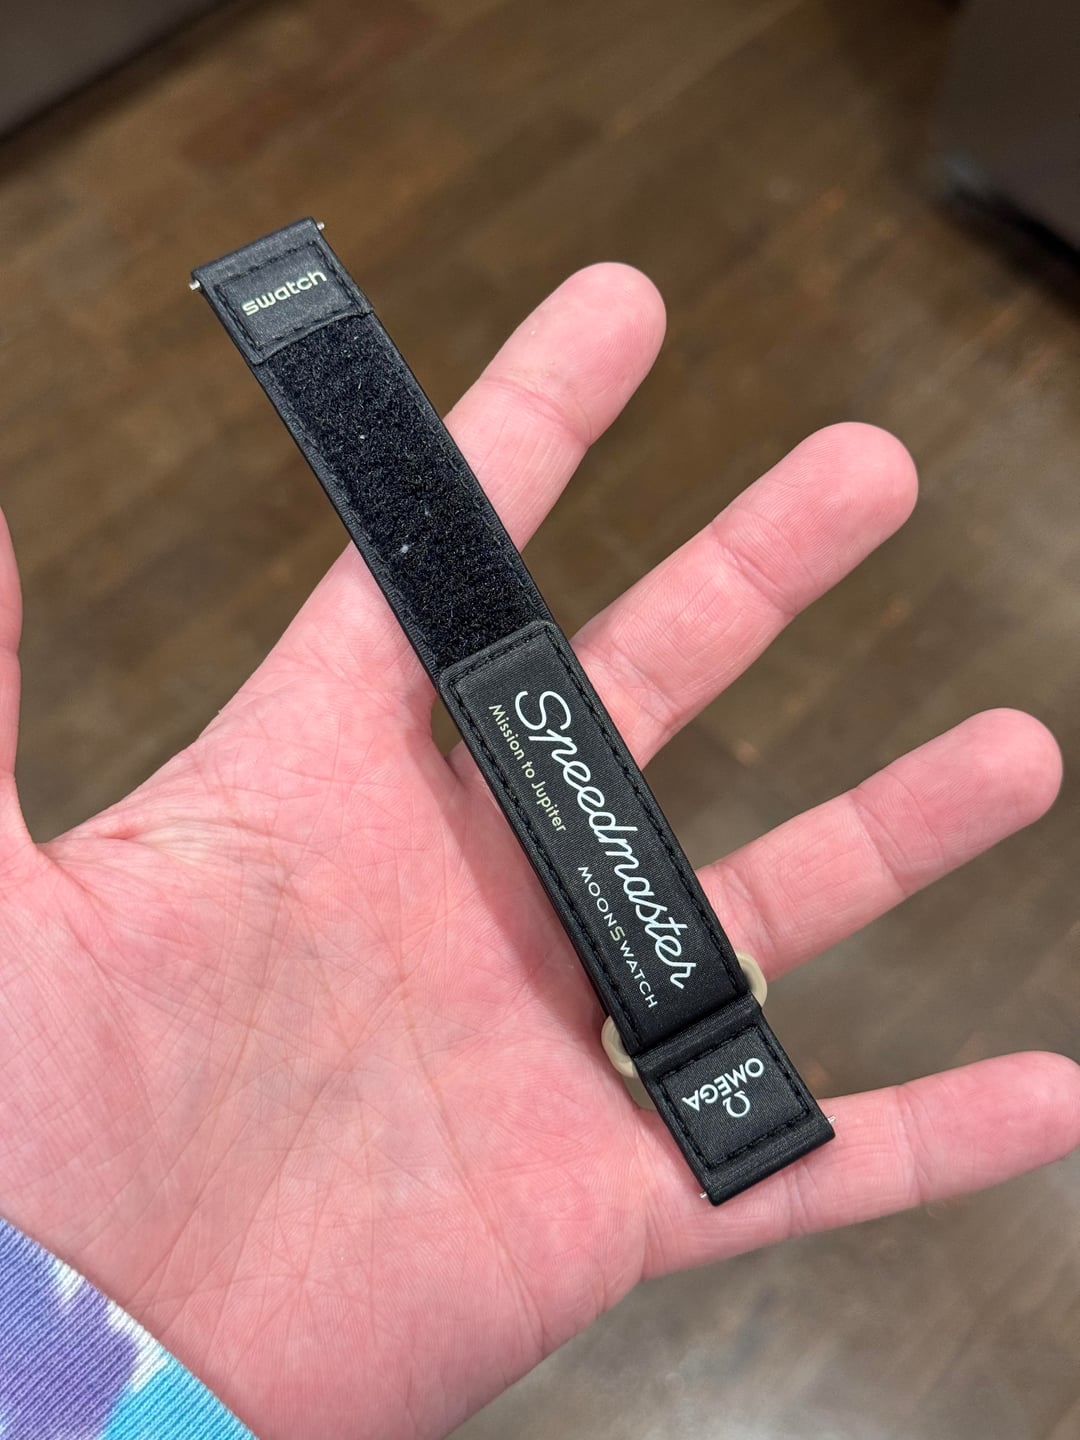 swatch
Speedmaster
Mission to Jupiter
MOONSWATCH
Ω
OMEGA